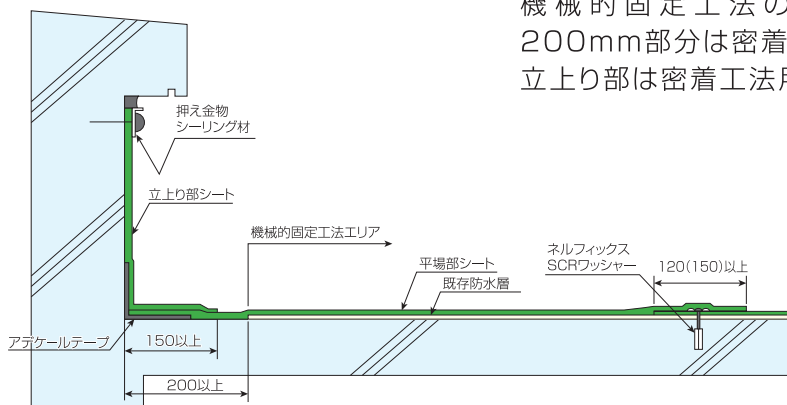 機械的固定工法の
200mm部分は密着
立上り部は密着工法
押え金物
シーリング材
立上り部シート
機械的固定工法エリア
平場部シート
既存防水層
ネルフィックス
SCRワッシャー
120(150)以上
アデケールテープ
150以上
200以上